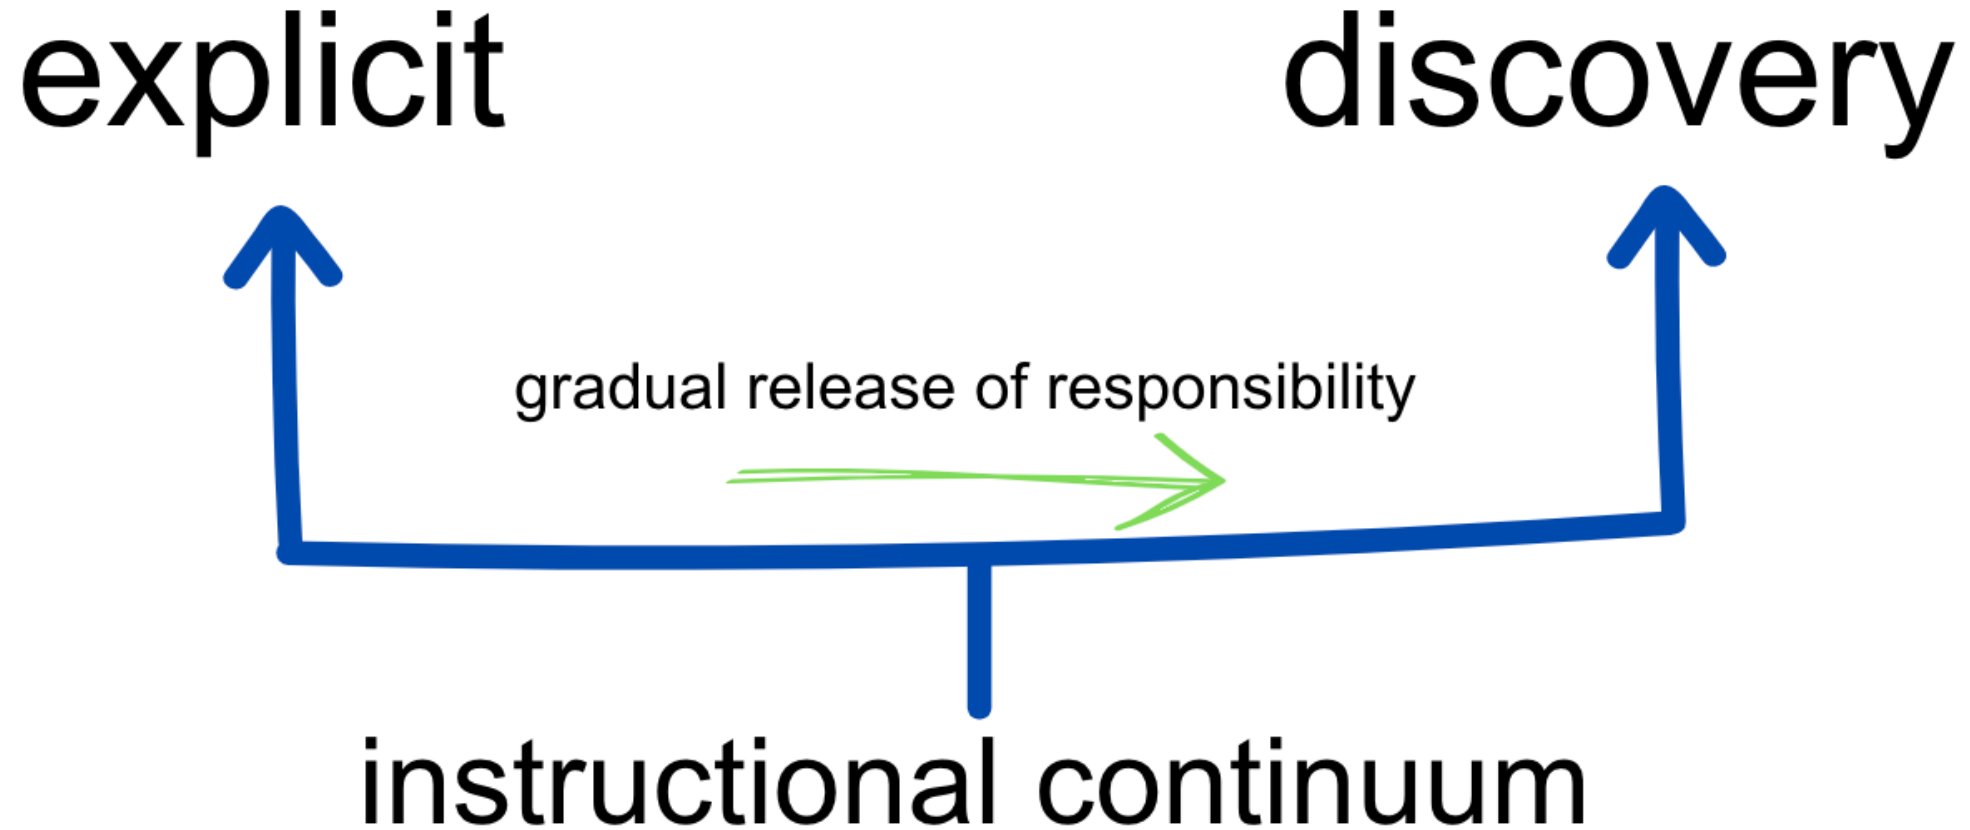 explicit
discovery
gradual release of responsibility
instructional continuum